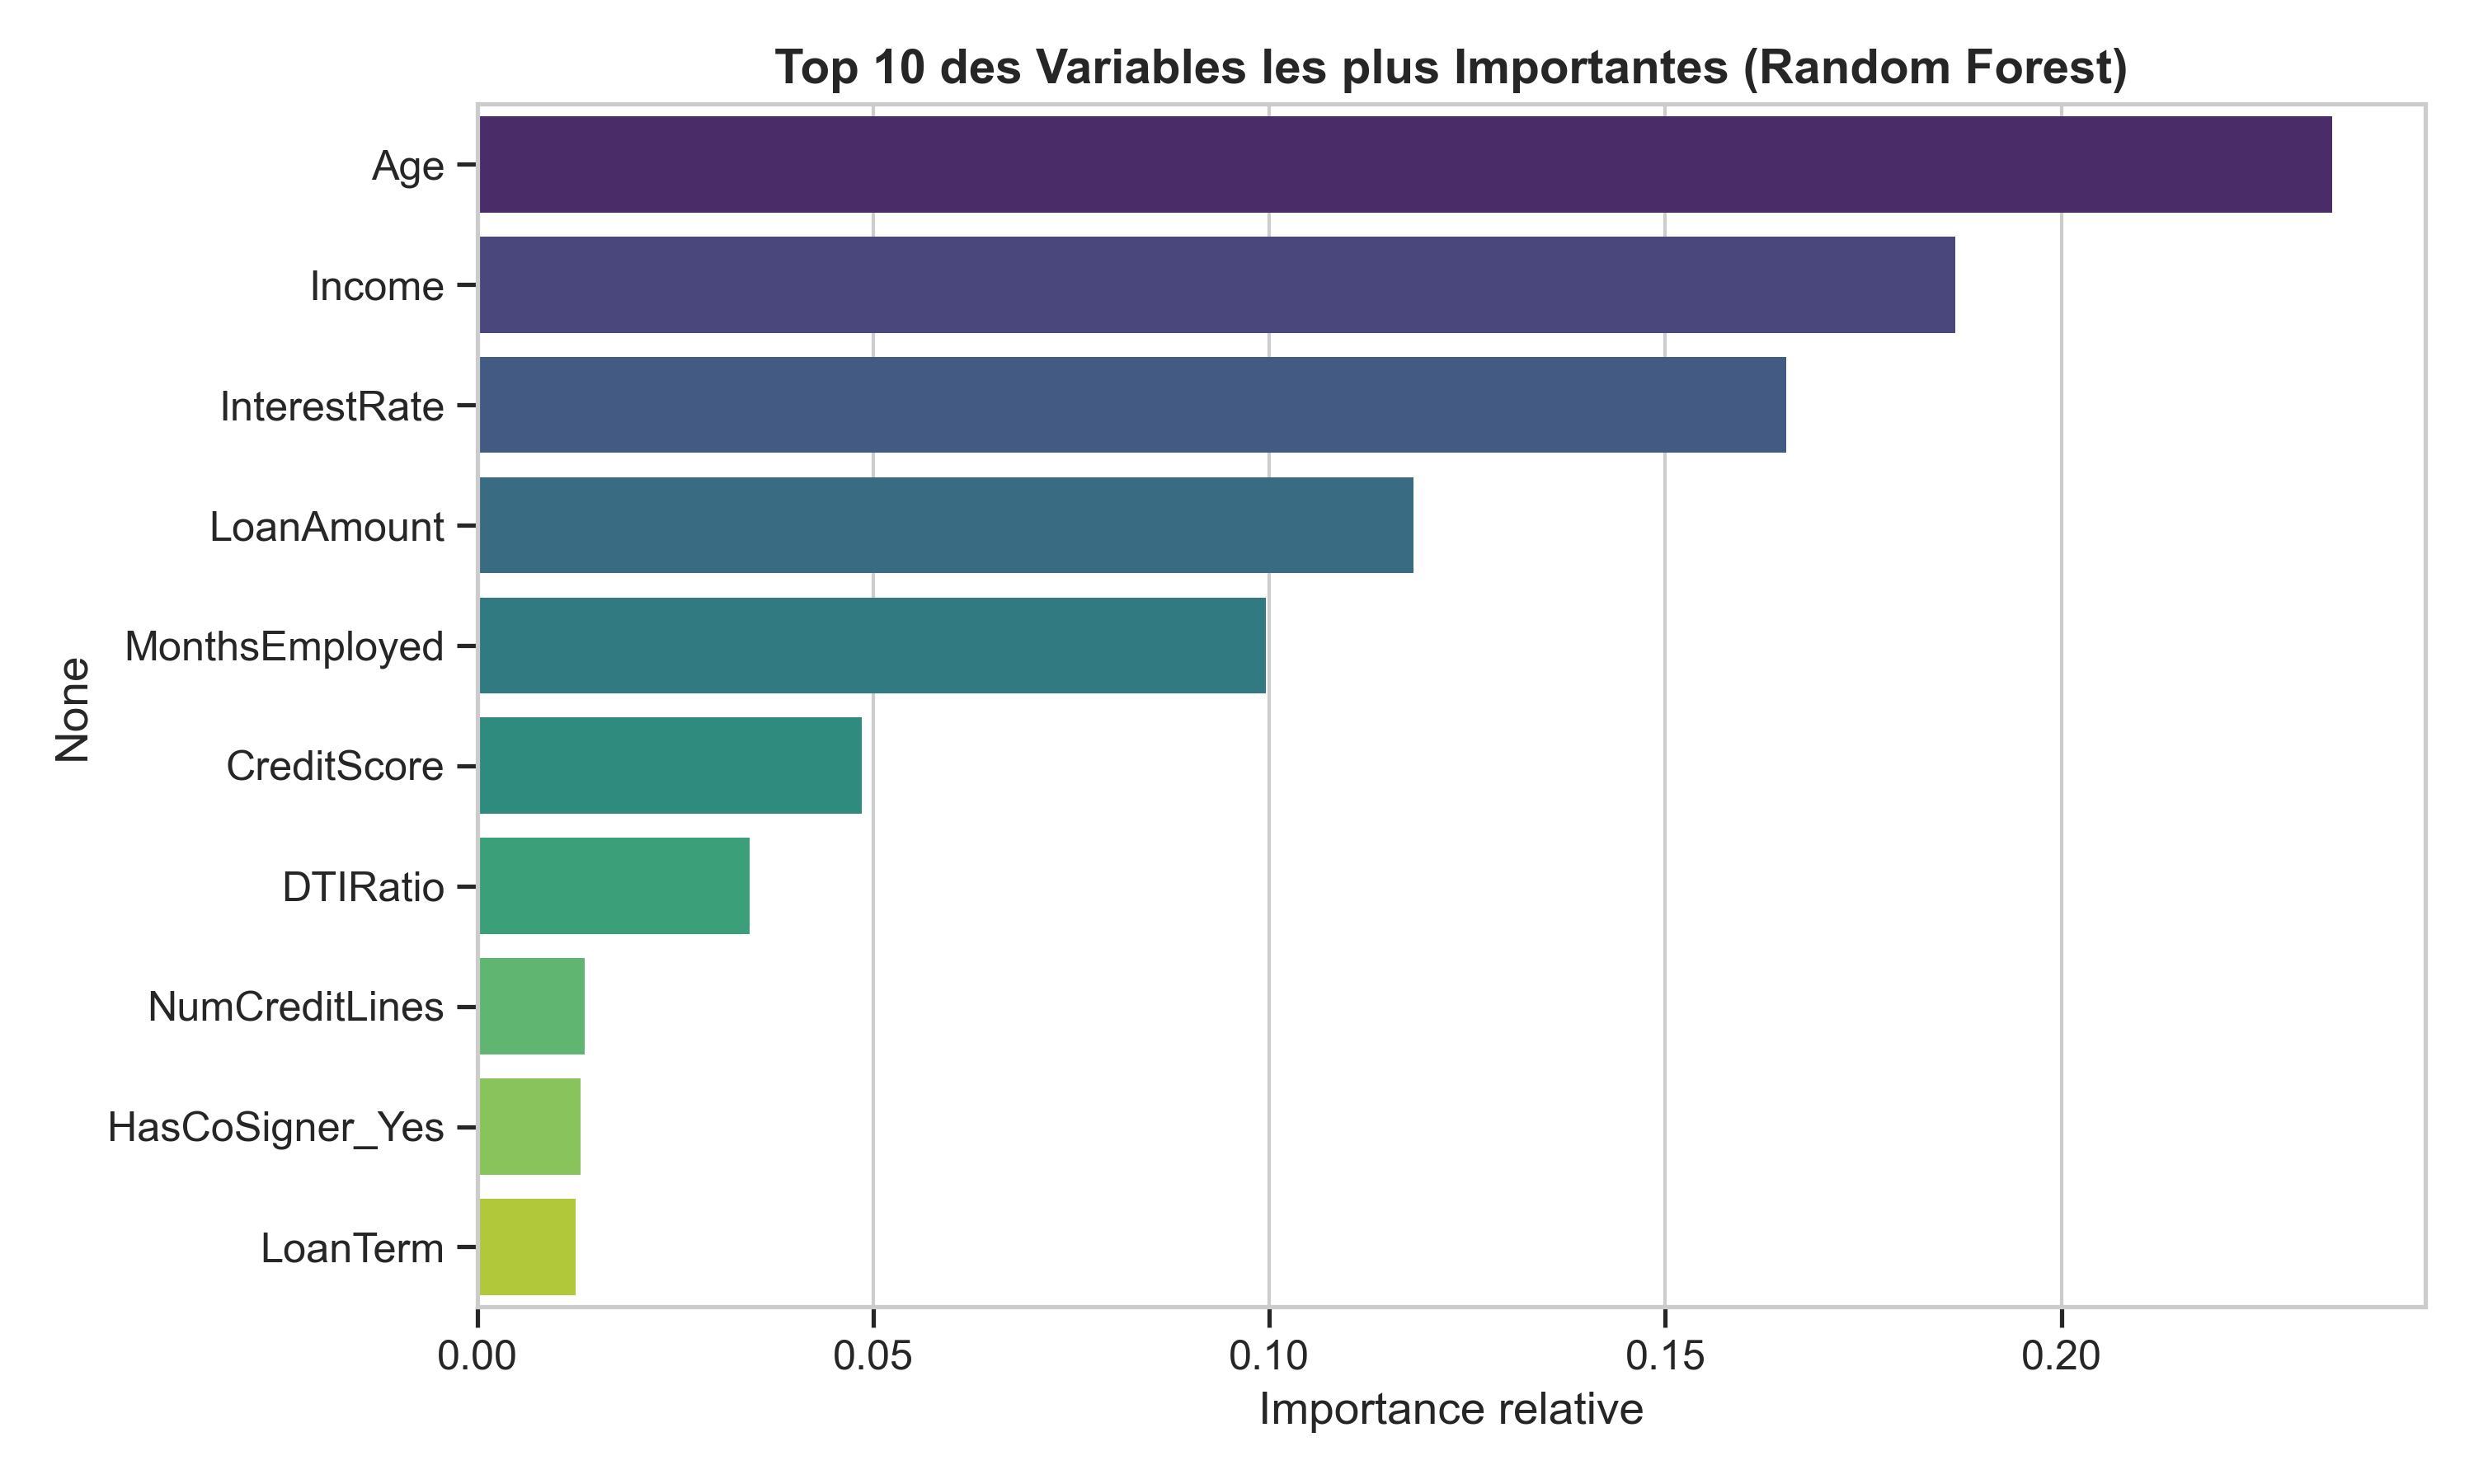 Top 10 des Variables les plus Importantes (Random Forest)
None
Age
Income
InterestRate
LoanAmount
MonthsEmployed
CreditScore
DTIRatio
NumCreditLines
HasCoSigner_Yes
LoanTerm
0.00 0.05 0.10 0.15 0.20
Importance relative